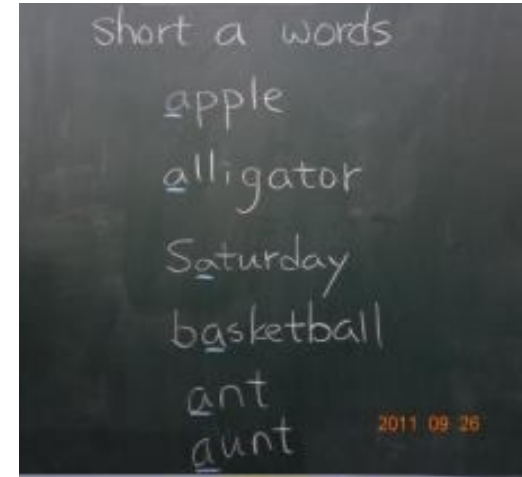 short a words
apple
alligator
Saturday
basketball
ant
aunt
2011 09 26